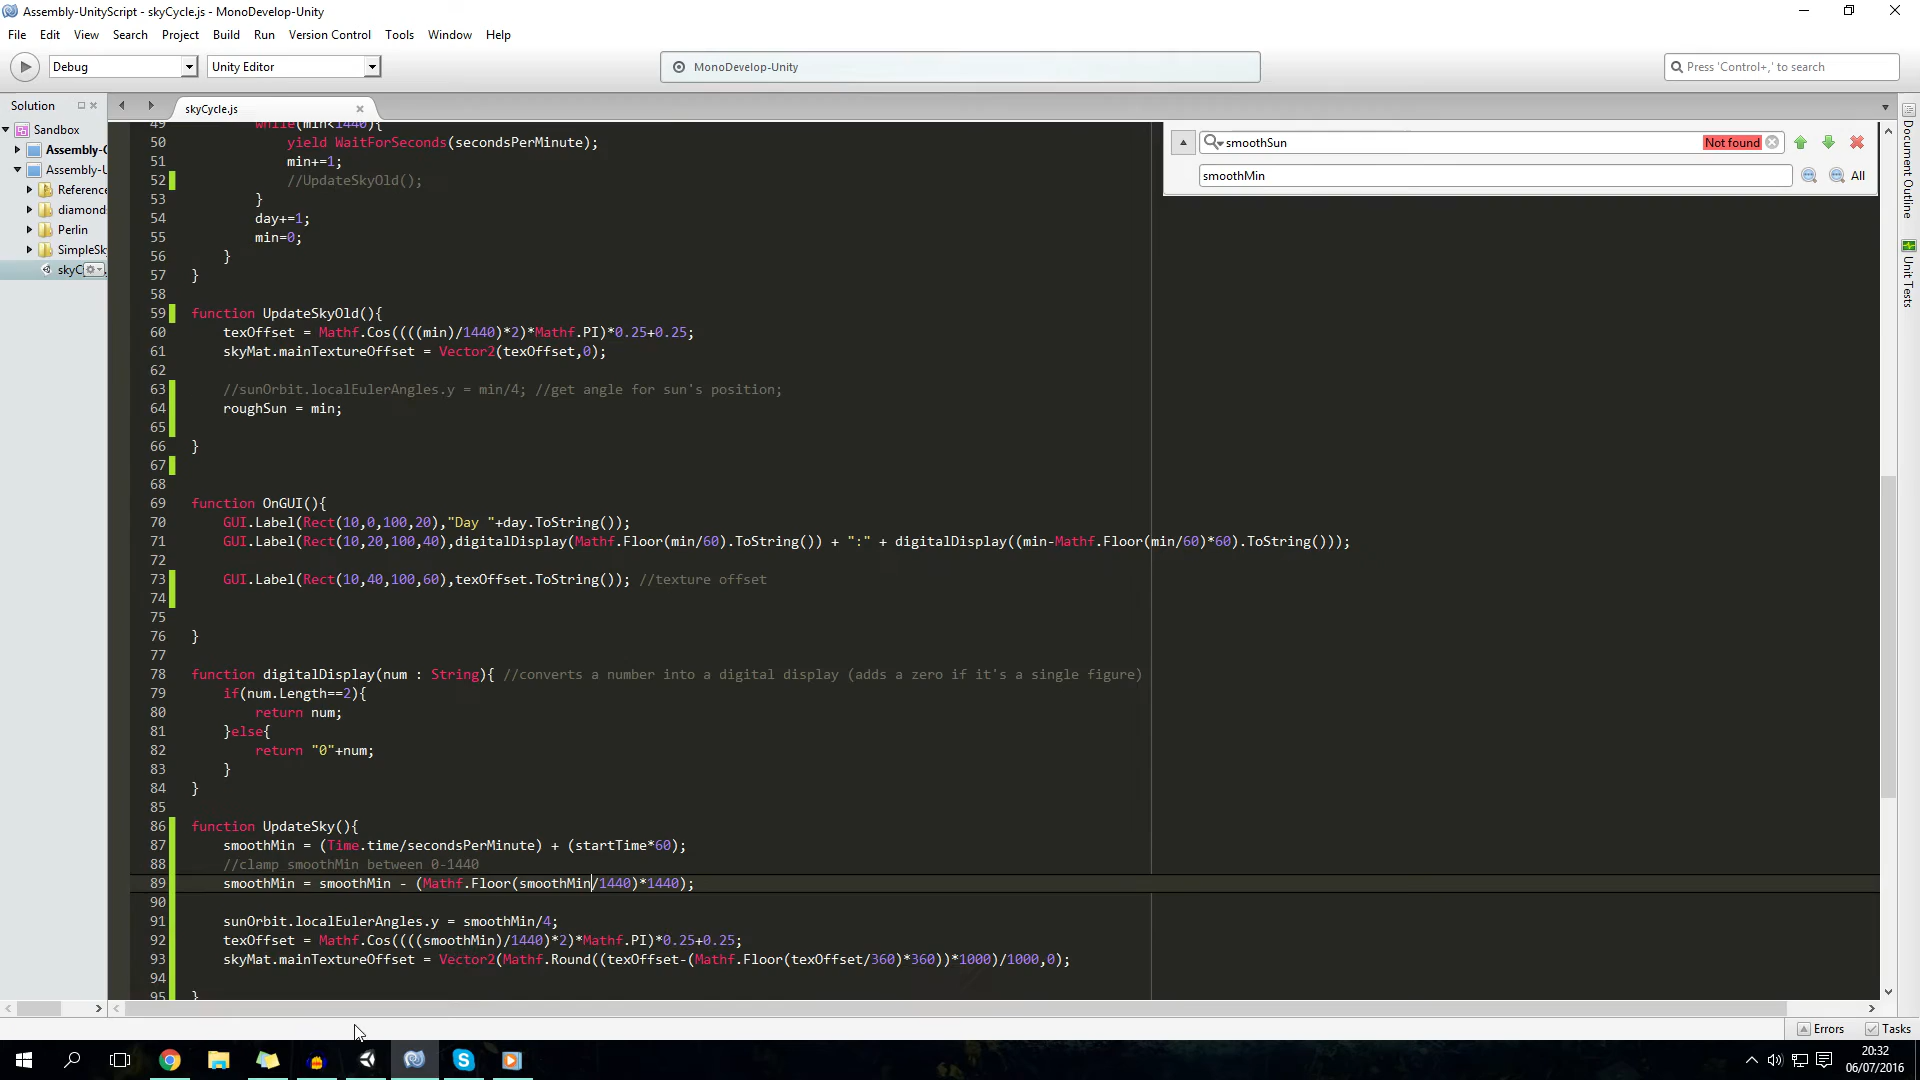 Assembly-UnityScript - skyCycle.js - MonoDevelop-Unity
File Edit View Search Project Build Run Version Control Tools Window Help
Debug Unity Editor MonoDevelop-Unity Press 'Control+,' to search
Solution
Sandbox
Assembly-C
Assembly-U
Reference
diamond
Perlin
SimpleSk
skyC
skyCycle.js
smoothSun Not found
smoothMin All
Document Outline
Unit Tests
49 while(min<1440){
50 yield WaitForSeconds(secondsPerMinute);
51 min+=1;
52 //UpdateSkyOld();
53 }
54 day+=1;
55 min=0;
56 }
57 }
58
59 function UpdateSkyOld(){
60 texOffset = Mathf.Cos((((min)/1440)*2)*Mathf.PI)*0.25+0.25;
61 skyMat.mainTextureOffset = Vector2(texOffset,0);
62
63 //sunOrbit.localEulerAngles.y = min/4; //get angle for sun's position;
64 roughSun = min;
65
66 }
67
68
69 function OnGUI(){
70 GUI.Label(Rect(10,0,100,20),"Day "+day.ToString());
71 GUI.Label(Rect(10,20,100,40),digitalDisplay(Mathf.Floor(min/60).ToString()) + ":" + digitalDisplay((min-Mathf.Floor(min/60)*60).ToString()));
72
73 GUI.Label(Rect(10,40,100,60),texOffset.ToString()); //texture offset
74
75
76 }
77
78 function digitalDisplay(num : String){ //converts a number into a digital display (adds a zero if it's a single figure)
79 if(num.Length==2){
80 return num;
81 }else{
82 return "0"+num;
83 }
84 }
85
86 function UpdateSky(){
87 smoothMin = (Time.time/secondsPerMinute) + (startTime*60);
88 //clamp smoothMin between 0-1440
89 smoothMin = smoothMin - (Mathf.Floor(smoothMin/1440)*1440);
90
91 sunOrbit.localEulerAngles.y = smoothMin/4;
92 texOffset = Mathf.Cos((((smoothMin)/1440)*2)*Mathf.PI)*0.25+0.25;
93 skyMat.mainTextureOffset = Vector2(Mathf.Round((texOffset-(Mathf.Floor(texOffset/360)*360))*1000)/1000,0);
94
95 }
Errors Tasks
20:32
06/07/2016